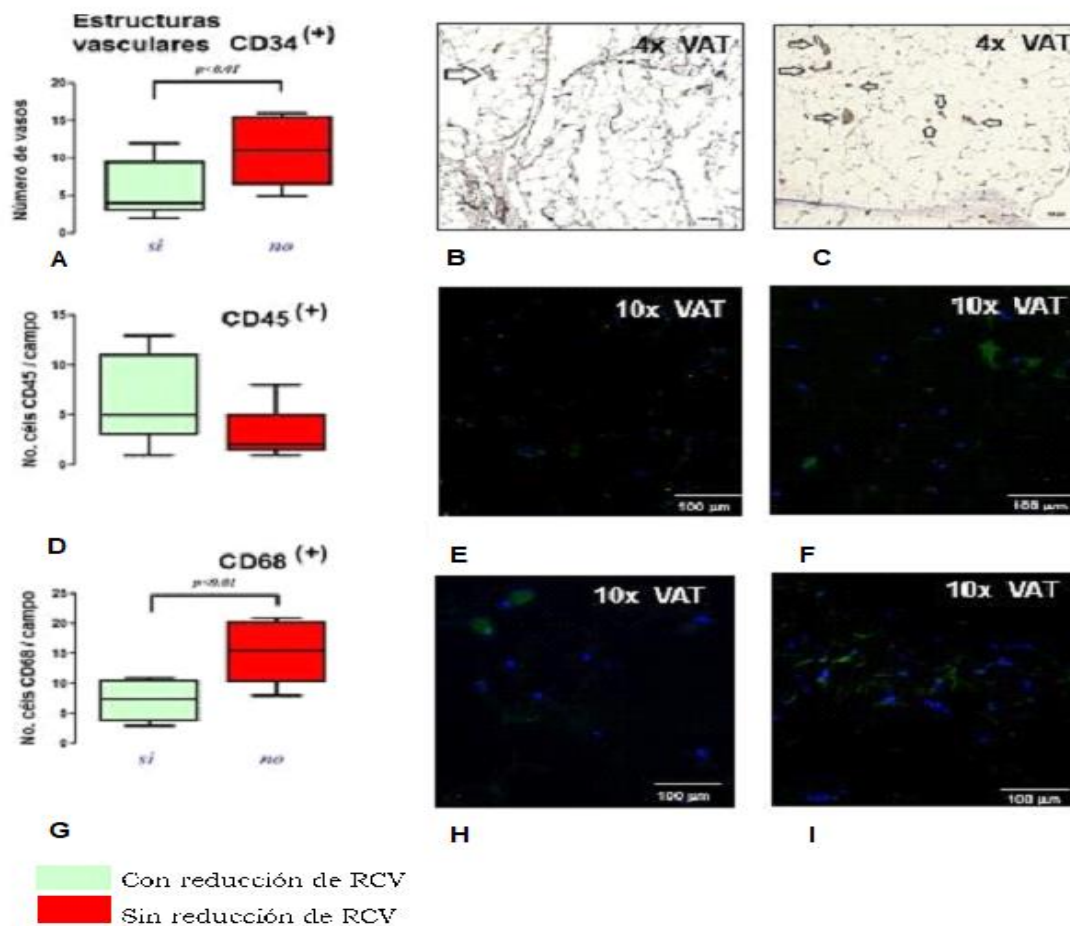 Estructuras
vasculares CD34 (+)
p<0.01
Número de vasos
20
15
10
5
0
si
no
A
4x VAT
B
4x VAT
C
CD45 (+)
No. céls CD45 / campo
15
10
5
0
D
10x VAT
100 µm
E
10x VAT
100 µm
F
CD68 (+)
p<0.01
No. céls CD68 / campo
25
20
15
10
5
0
si
no
G
10x VAT
100 µm
H
10x VAT
100 µm
I
Con reducción de RCV
Sin reducción de RCV